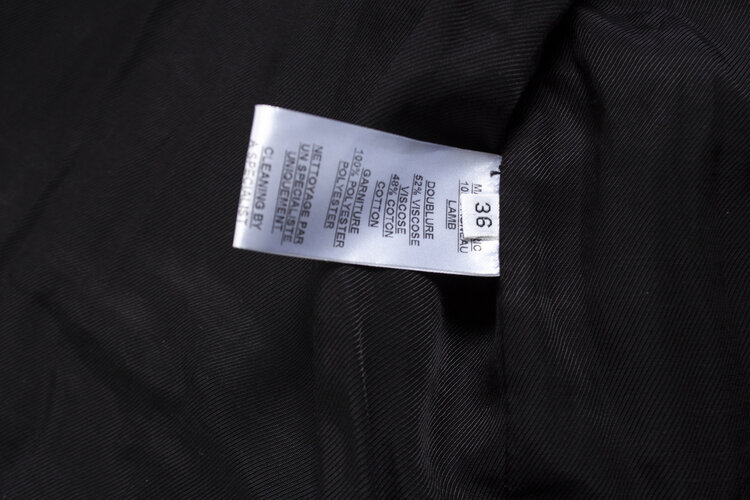 36
LAMB
DOUBLURE
52% VISCOSE
VISCOSE
48% COTON
COTTON
GARNITURE
100% POLYESTER
POLYESTER
NETTOYAGE PAR
UN SPECIALISTE
UNIQUEMENT
CLEANING BY
A SPECIALIST